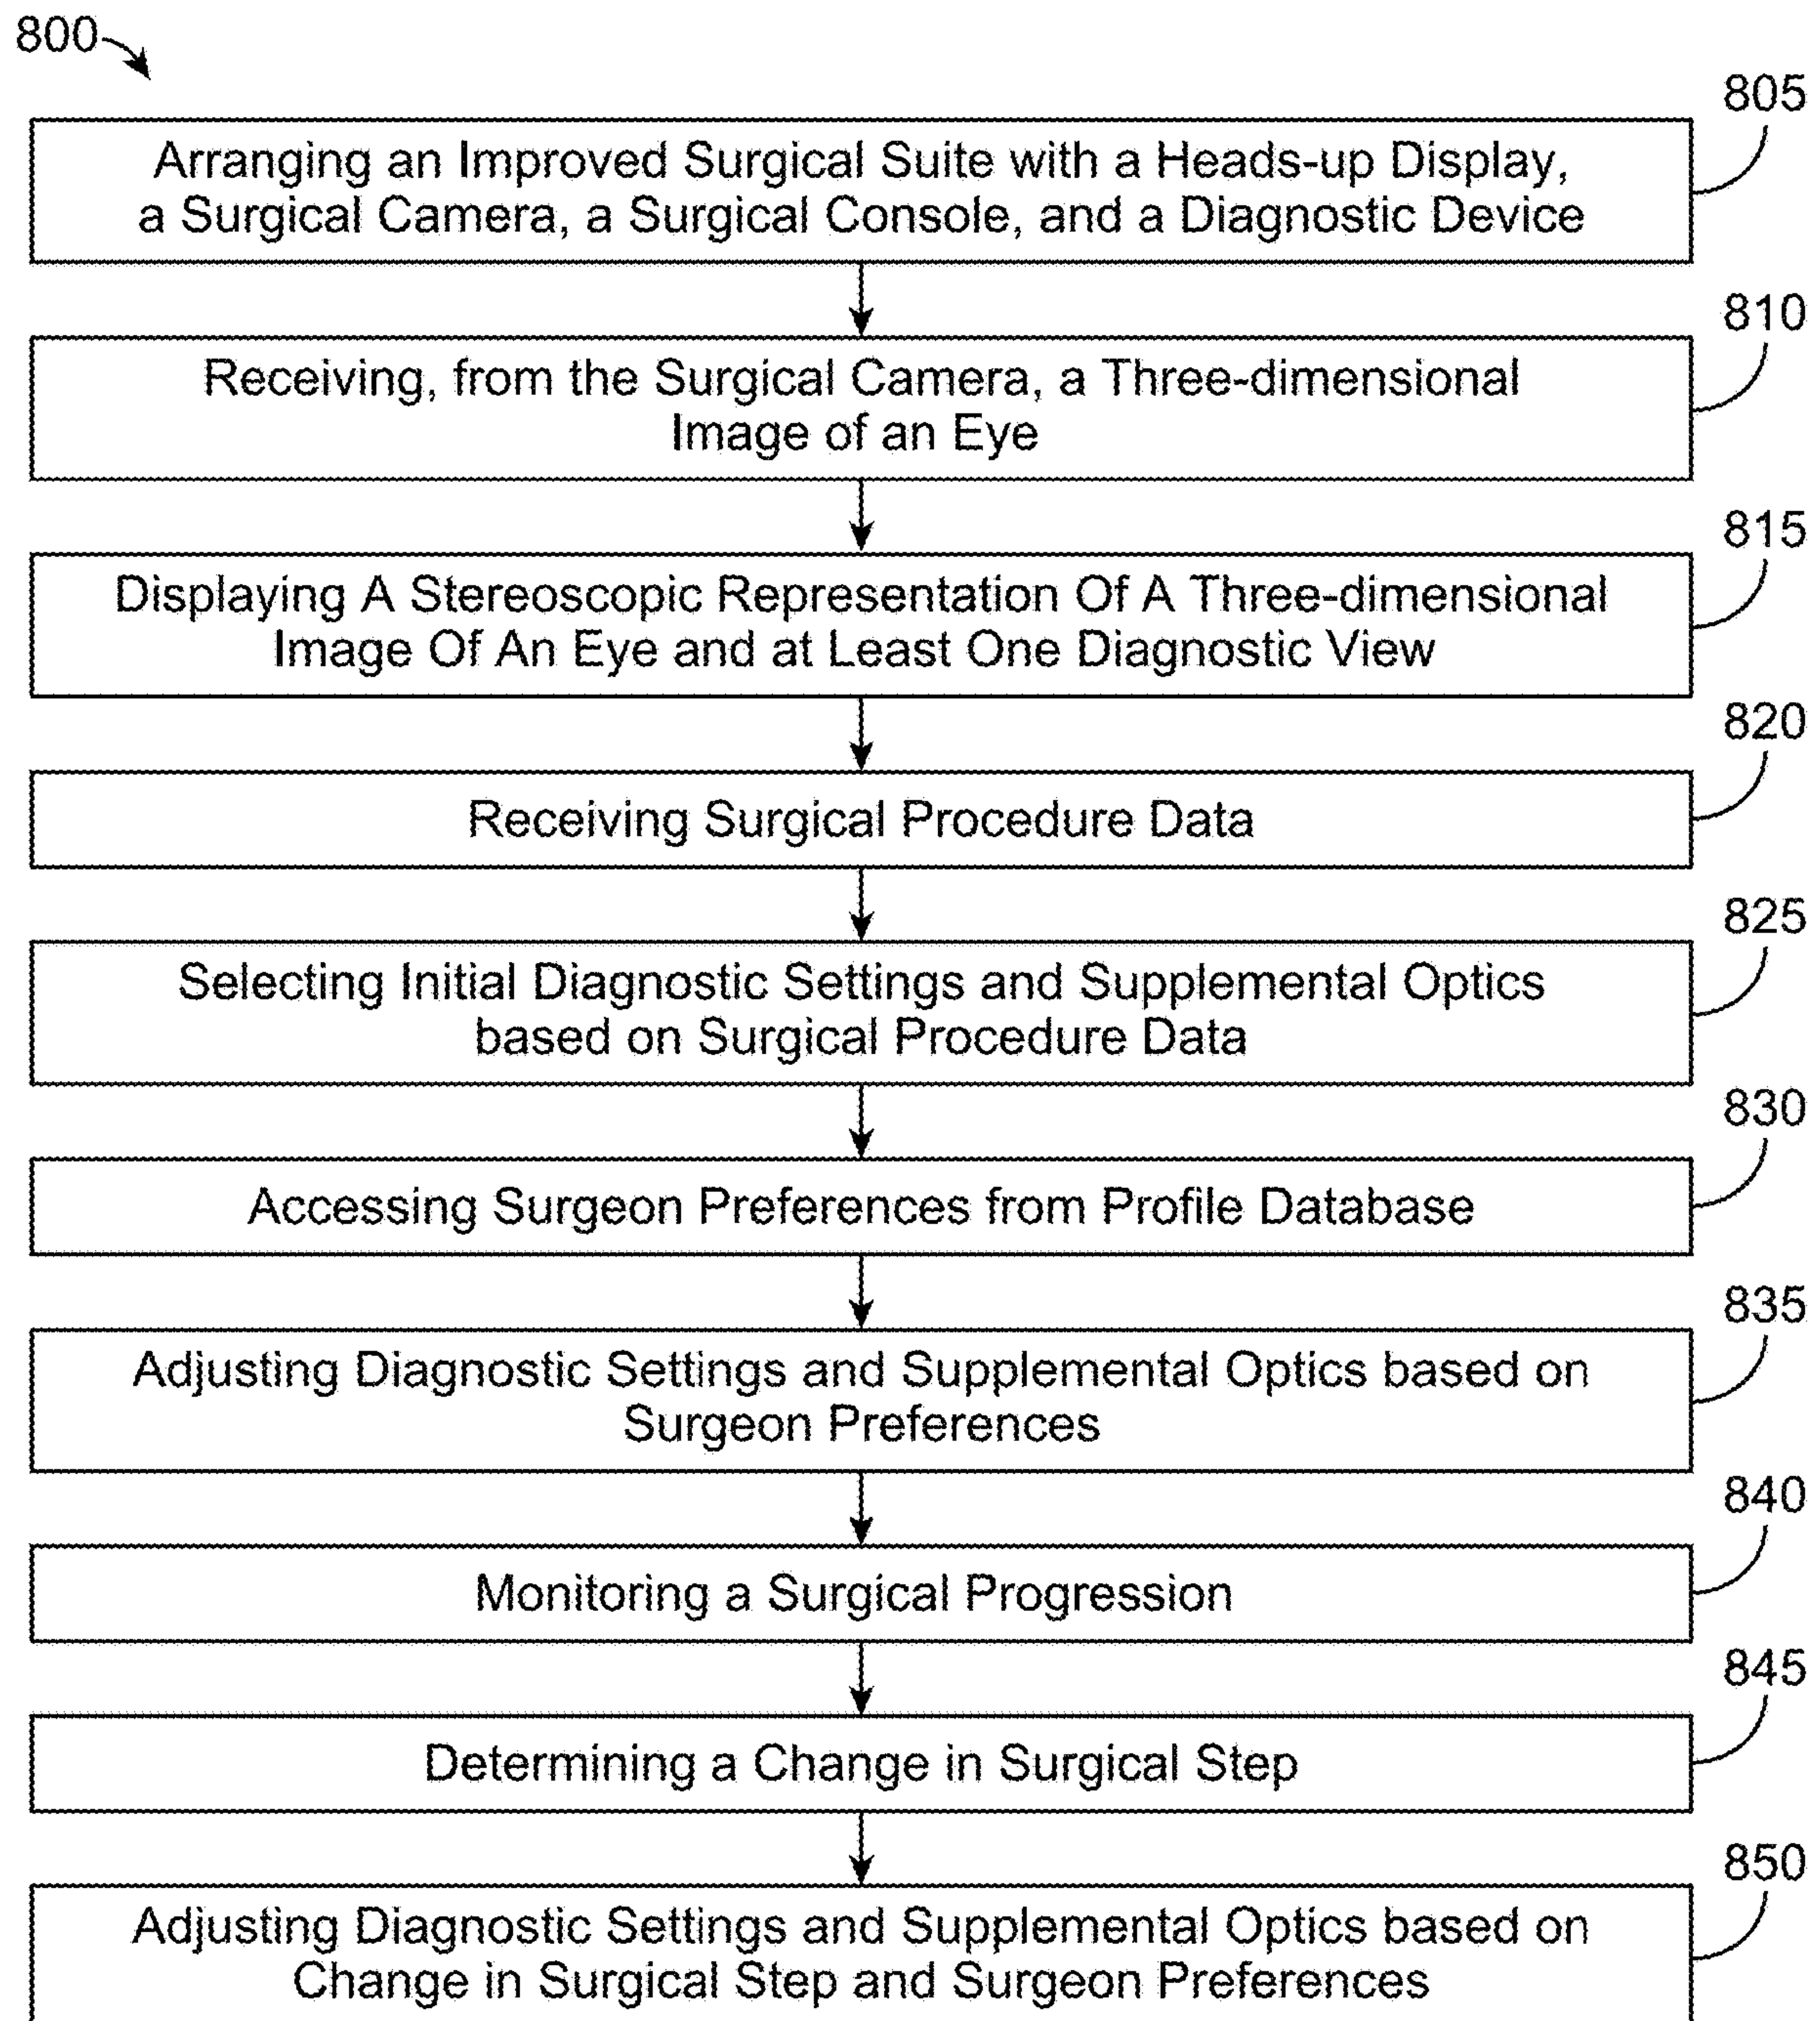 800
805
Arranging an Improved Surgical Suite with a Heads-up Display,
a Surgical Camera, a Surgical Console, and a Diagnostic Device
810
Receiving, from the Surgical Camera, a Three-dimensional
Image of an Eye
815
Displaying A Stereoscopic Representation Of A Three-dimensional
Image Of An Eye and at Least One Diagnostic View
820
Receiving Surgical Procedure Data
825
Selecting Initial Diagnostic Settings and Supplemental Optics
based on Surgical Procedure Data
830
Accessing Surgeon Preferences from Profile Database
835
Adjusting Diagnostic Settings and Supplemental Optics based on
Surgeon Preferences
840
Monitoring a Surgical Progression
845
Determining a Change in Surgical Step
850
Adjusting Diagnostic Settings and Supplemental Optics based on
Change in Surgical Step and Surgeon Preferences